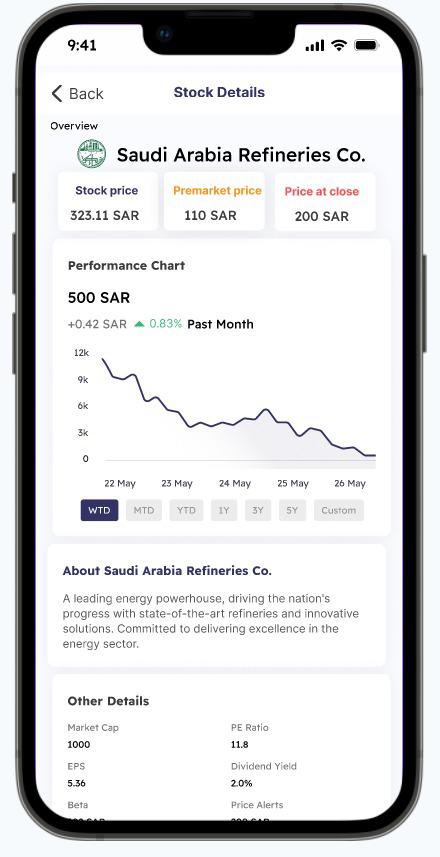 9:41
Back
Stock Details
Overview
Saudi Arabia Refineries Co.
Stock price
Premarket price
Price at close
323.11 SAR
110 SAR
200 SAR
Performance Chart
500 SAR
+0.42 SAR 0.83% Past Month
12k
9k
6k
3k
0
22 May 23 May 24 May 25 May 26 May
WTD MTD YTD 1Y 3Y 5Y Custom
About Saudi Arabia Refineries Co.
A leading energy powerhouse, driving the nation's
progress with state-of-the-art refineries and innovative
solutions. Committed to delivering excellence in the
energy sector.
Other Details
Market Cap PE Ratio
1000 11.8
EPS Dividend Yield
5.36 2.0%
Beta Price Alerts